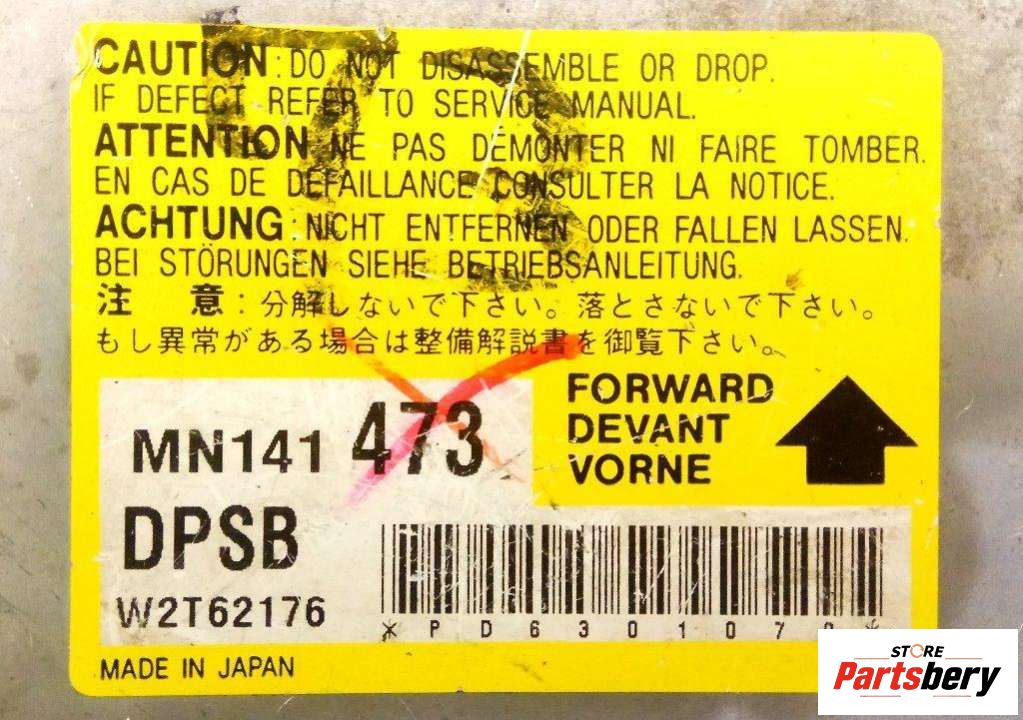 CAUTION:DO NOT DISASSEMBLE OR DROP.
IF DEFECT REFER TO SERVICE MANUAL.
ATTENTION NE PAS DÉMONTER NI FAIRE TOMBER.
EN CAS DE DÉFAILLANCE CONSULTER LA NOTICE.
ACHTUNG:NICHT ENTFERNEN ODER FALLEN LASSEN.
BEI STÖRUNGEN SIEHE BETRIEBSANLEITUNG.
注 意:分解しないで下さい。落とさないで下さい。
もし異常がある場合は整備解説書を御覧下さい。
MN141 473
FORWARD
DEVANT
VORNE
DPSB
W2T62176
MADE IN JAPAN
STORE
Partsbery